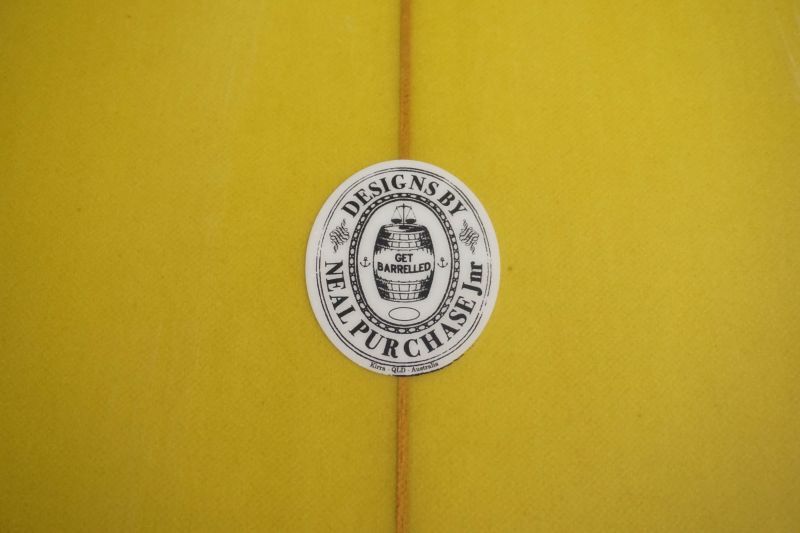 DESIGNS BY
GET
BARRELLED
NEAL PURCHASE Jnr
Kirra - QLD - Australia